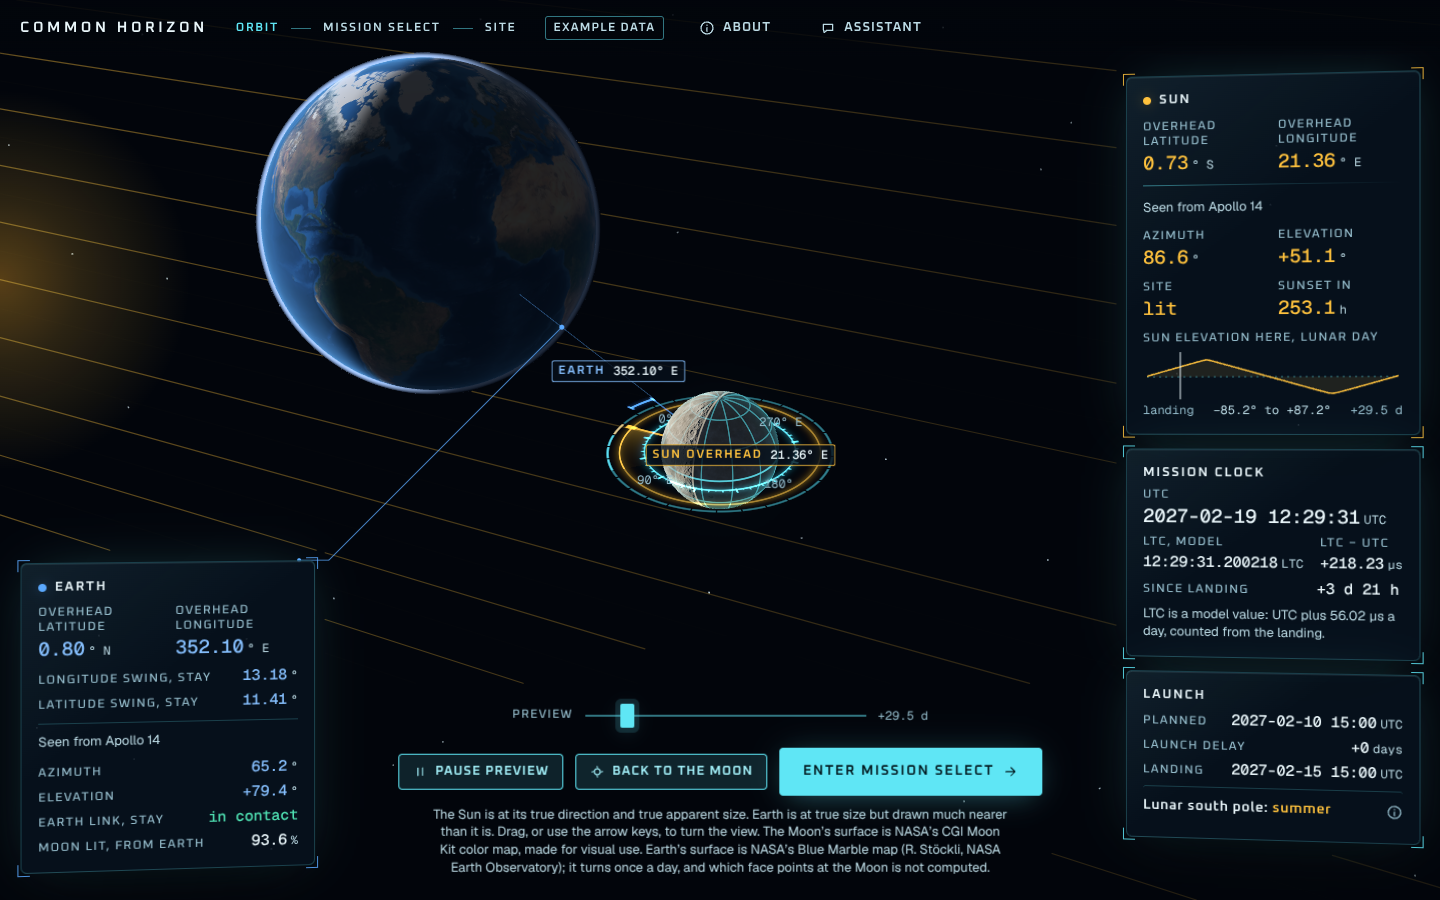 COMMON HORIZON
ORBIT MISSION SELECT SITE EXAMPLE DATA ABOUT ASSISTANT
SUN
OVERHEAD LATITUDE OVERHEAD LONGITUDE
0.73° S 21.36° E
Seen from Apollo 14
AZIMUTH ELEVATION
86.6° +51.1°
SITE SUNSET IN
lit 253.1 h
SUN ELEVATION HERE, LUNAR DAY
landing −85.2° to +87.2° +29.5 d
EARTH 352.10° E
270° E
SUN OVERHEAD 21.36° E
90°
180°
MISSION CLOCK
UTC
2027-02-19 12:29:31 UTC
LTC, MODEL LTC − UTC
12:29:31.200218 LTC +218.23 µs
SINCE LANDING +3 d 21 h
LTC is a model value: UTC plus 56.02 µs a
day, counted from the landing.
EARTH
OVERHEAD LATITUDE OVERHEAD LONGITUDE
0.80° N 352.10° E
LONGITUDE SWING, STAY 13.18°
LATITUDE SWING, STAY 11.41°
Seen from Apollo 14
AZIMUTH 65.2°
ELEVATION +79.4°
EARTH LINK, STAY in contact
MOON LIT, FROM EARTH 93.6 %
LAUNCH
PLANNED 2027-02-10 15:00 UTC
LAUNCH DELAY +0 days
LANDING 2027-02-15 15:00 UTC
Lunar south pole: summer
PREVIEW +29.5 d
PAUSE PREVIEW BACK TO THE MOON ENTER MISSION SELECT →
The Sun is at its true direction and true apparent size. Earth is at true size but drawn much nearer
than it is. Drag, or use the arrow keys, to turn the view. The Moon's surface is NASA's CGI Moon
Kit color map, made for visual use. Earth's surface is NASA's Blue Marble map (R. Stöckli, NASA
Earth Observatory); it turns once a day, and which face points at the Moon is not computed.